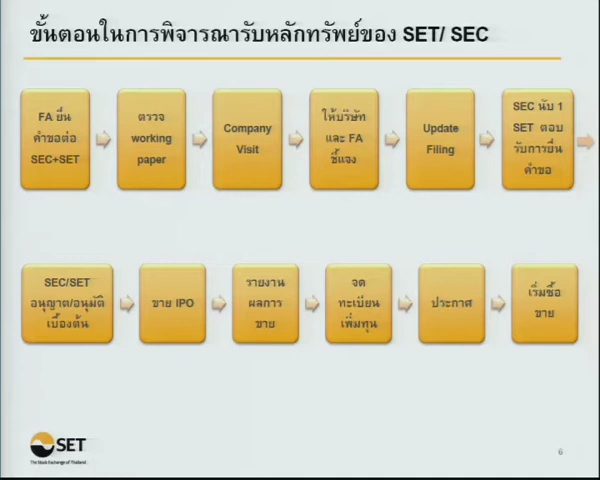 ขั้นตอนในการพิจารณารับหลักทรัพย์ของ SET/ SEC
FA ยื่น
คำขอต่อ
SEC+SET
ตรวจ
working
paper
Company
Visit
ให้บริษัท
และ FA
ชี้แจง
Update
Filing
SEC นับ 1
SET ตอบ
รับการยื่น
คำขอ
SEC/SET
อนุญาต/อนุมัติ
เบื้องต้น
ขาย IPO
รายงาน
ผลการ
ขาย
จด
ทะเบียน
เพิ่มทุน
ประกาศ
เริ่มซื้อ
ขาย
SET
The Stock Exchange of Thailand
6